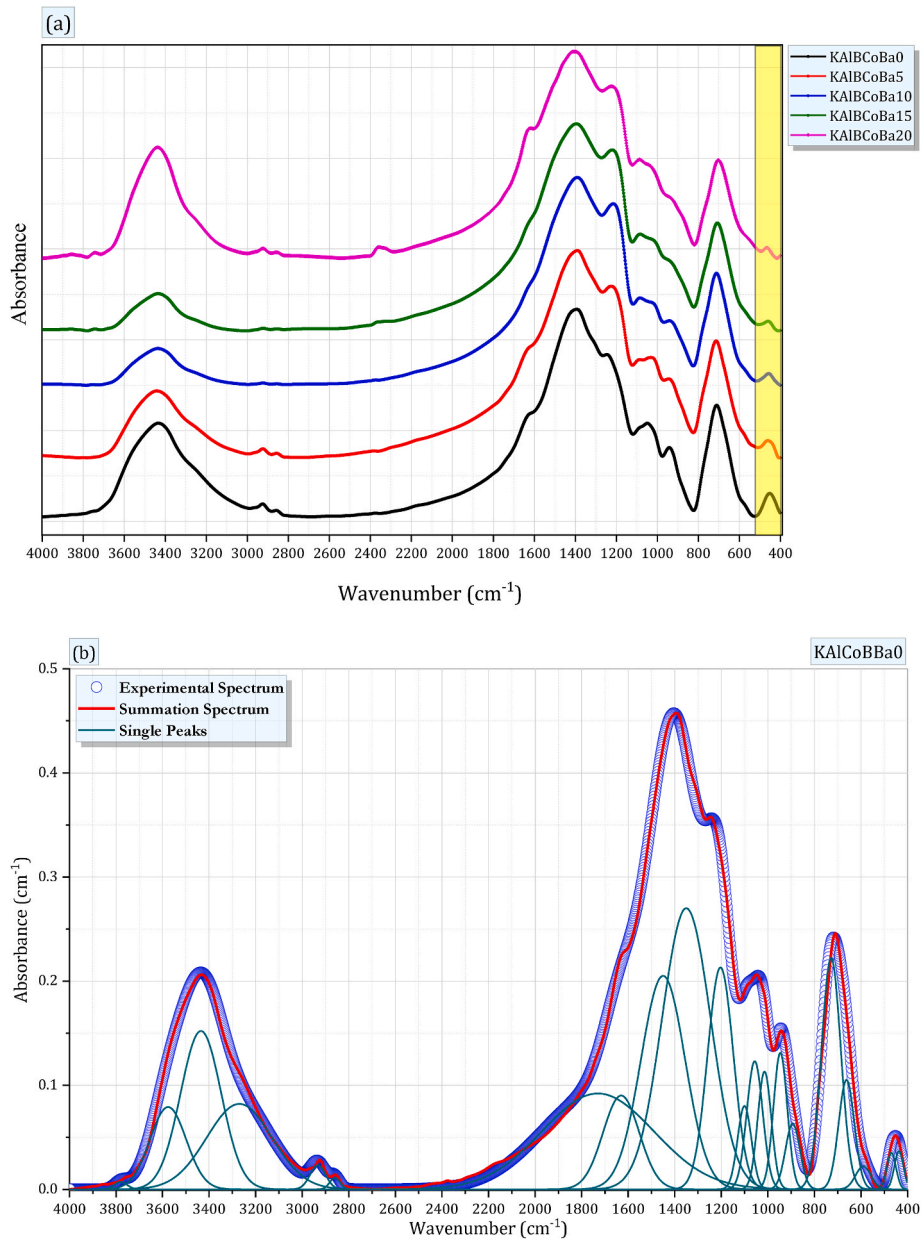 (a)
KAlBCoBa0
KAlBCoBa5
KAlBCoBa10
KAlBCoBa15
KAlBCoBa20
Absorbance
4000 3800 3600 3400 3200 3000 2800 2600 2400 2200 2000 1800 1600 1400 1200 1000 800 600 400
Wavenumber (cm⁻¹)
(b)
KAlCoBBa0
Experimental Spectrum
Summation Spectrum
Single Peaks
0.5
0.4
0.3
0.2
0.1
0.0
Absorbance (cm⁻¹)
4000 3800 3600 3400 3200 3000 2800 2600 2400 2200 2000 1800 1600 1400 1200 1000 800 600 400
Wavenumber (cm⁻¹)